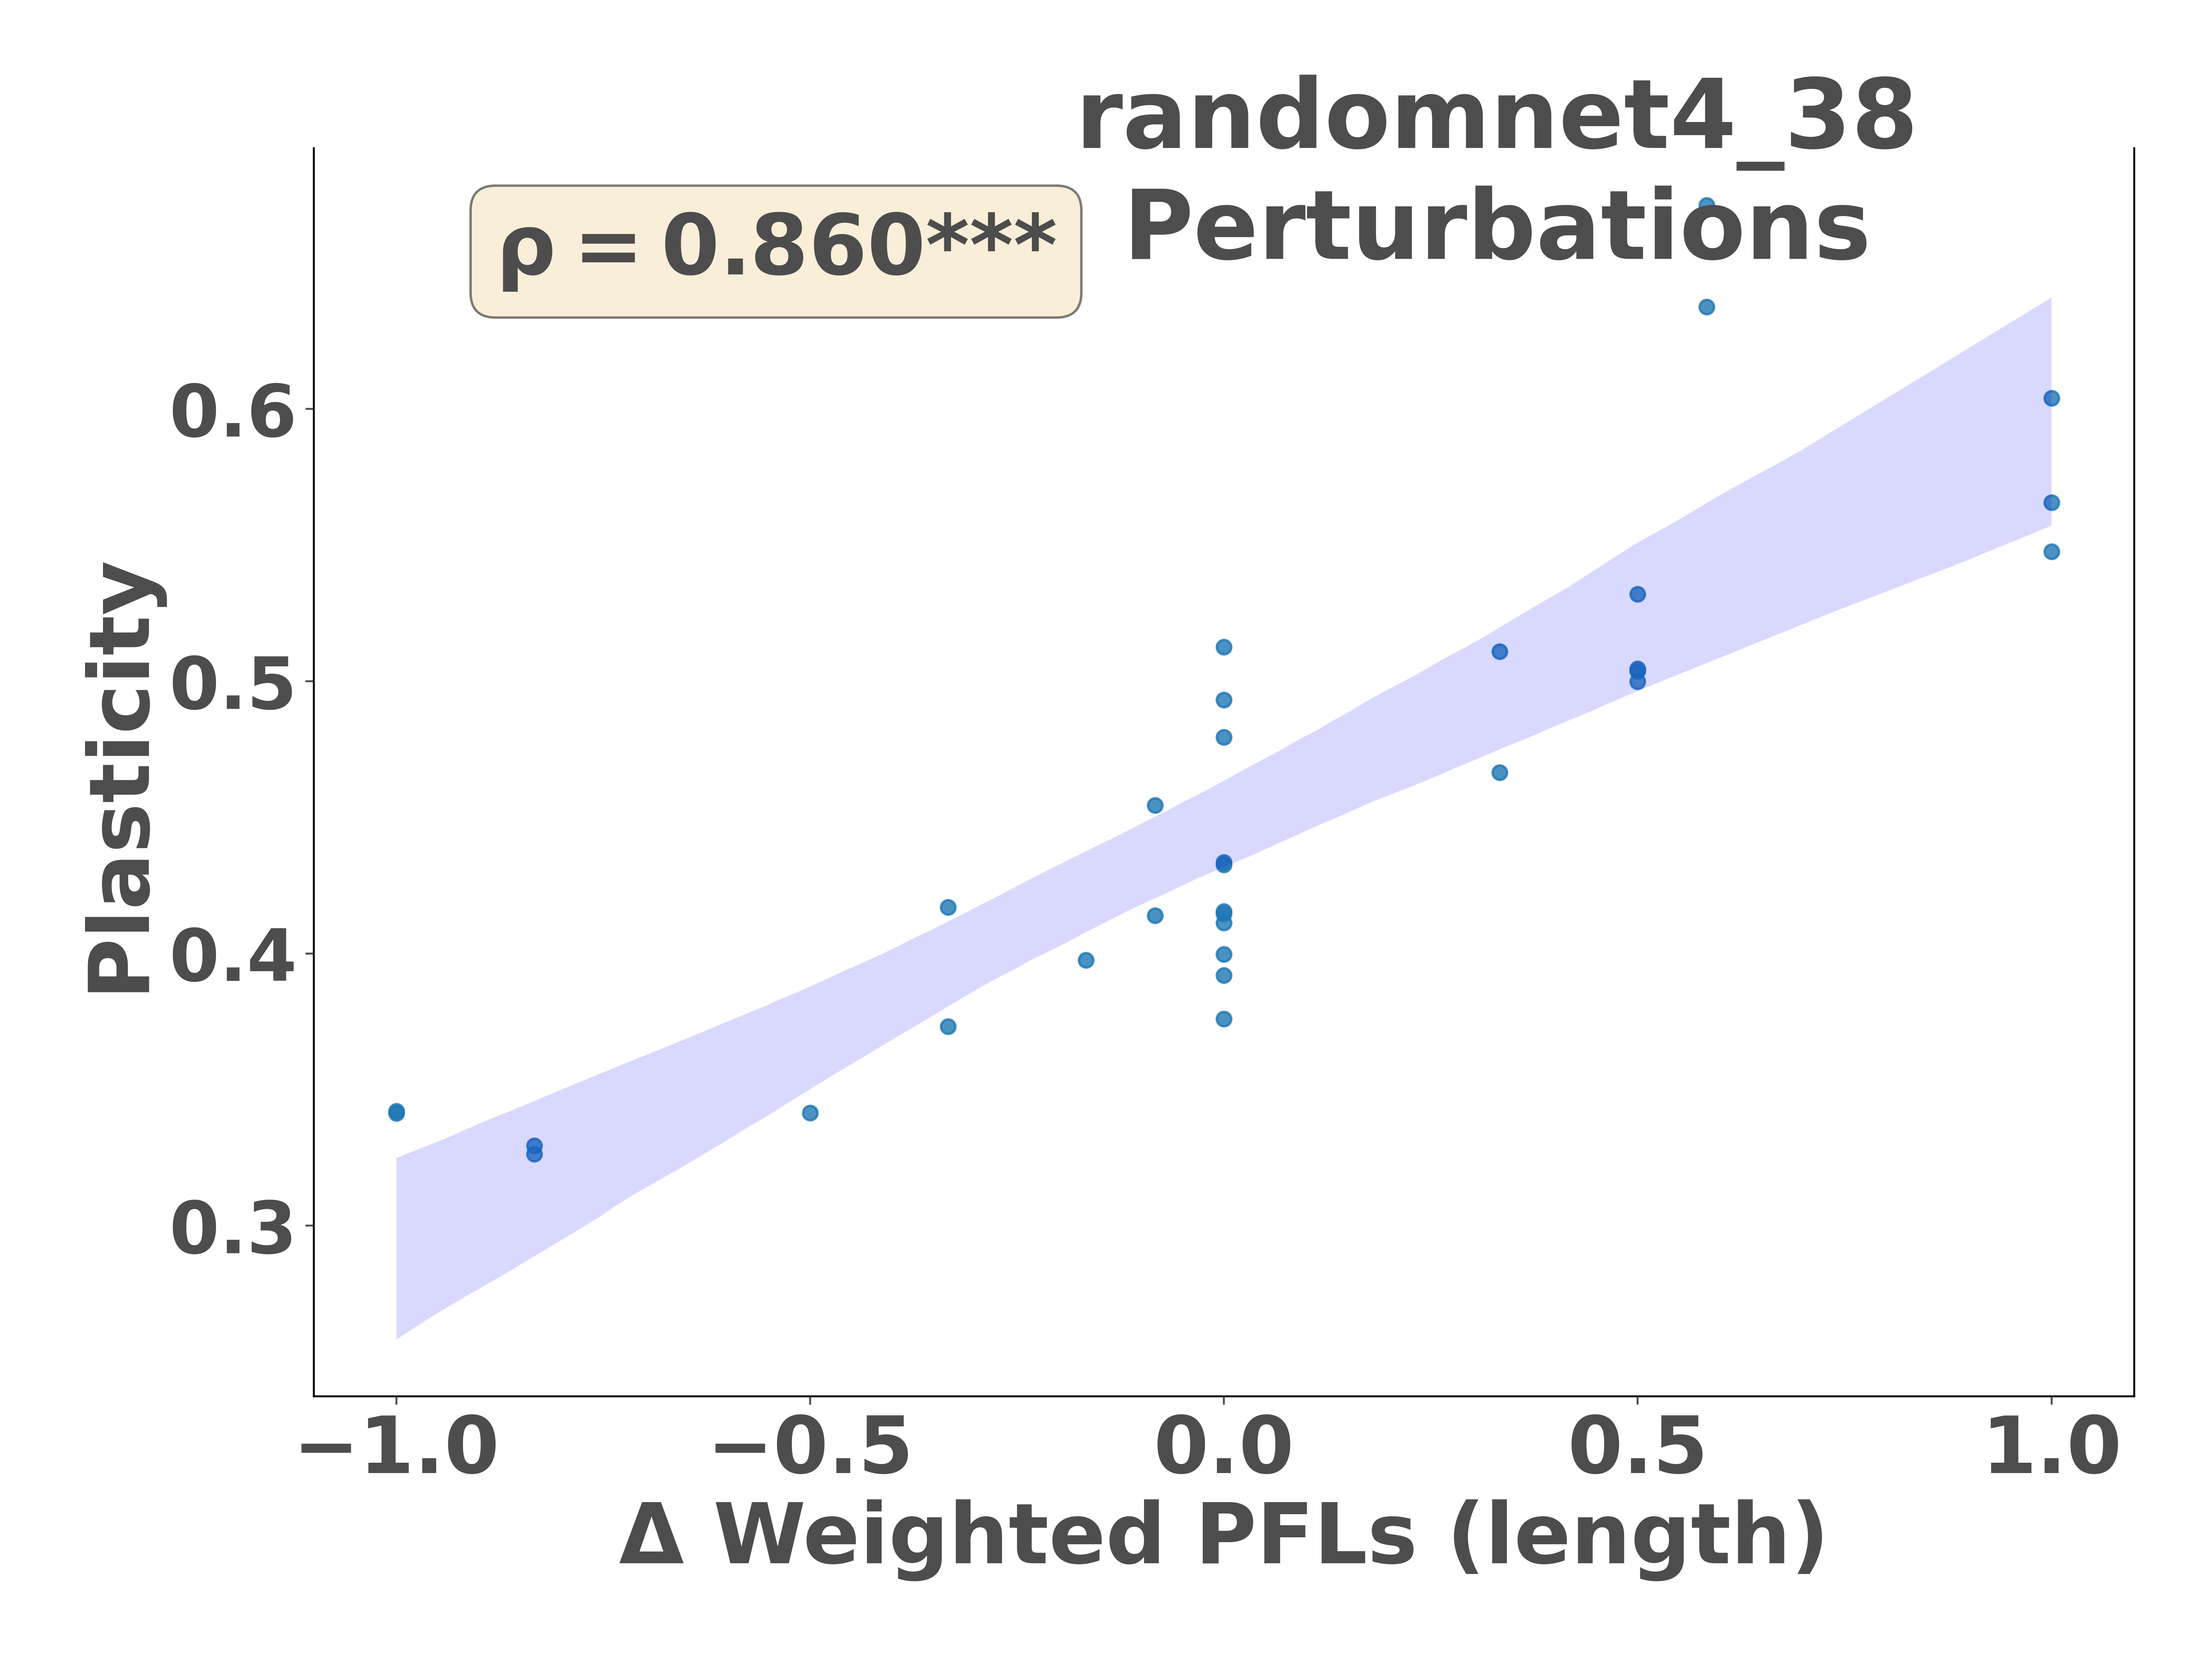 randomnet4_38
Perturbations
ρ = 0.860***
Plasticity
0.6
0.5
0.4
0.3
−1.0
−0.5
0.0
0.5
1.0
Δ Weighted PFLs (length)